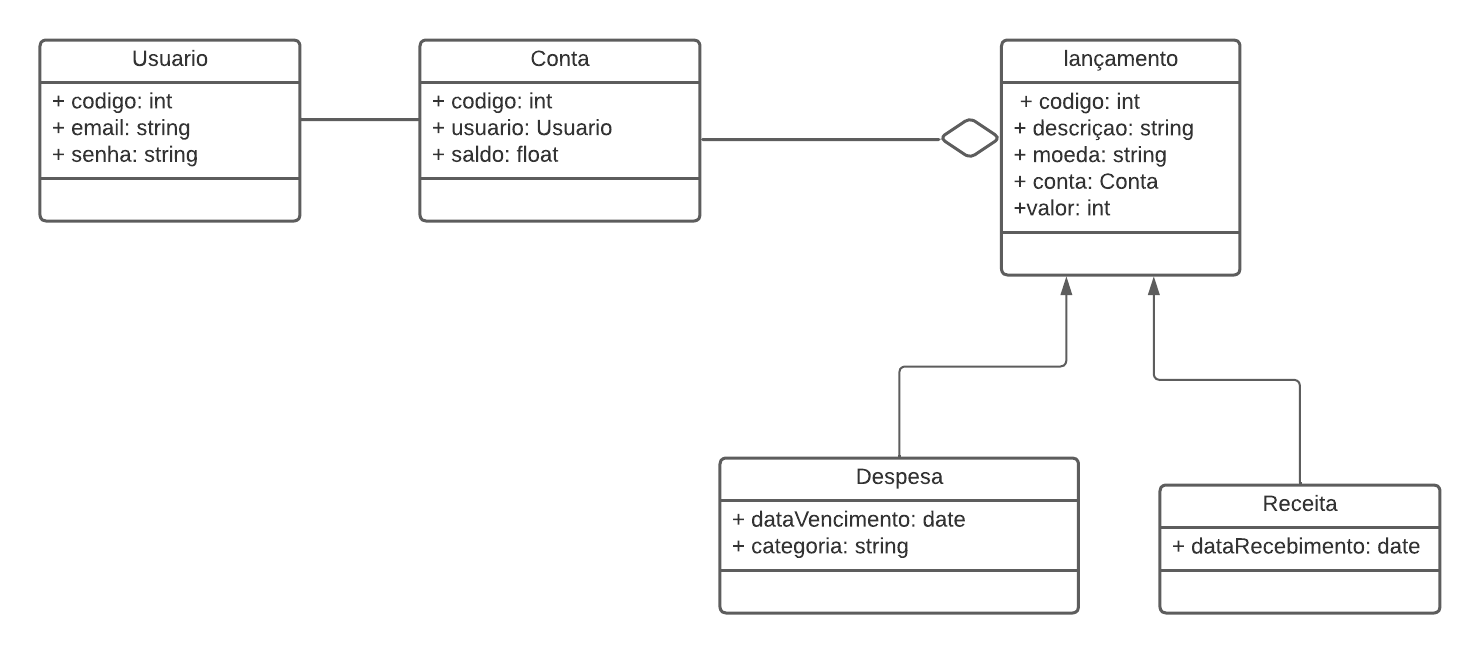 Usuario
+ codigo: int
+ email: string
+ senha: string
Conta
+ codigo: int
+ usuario: Usuario
+ saldo: float
lançamento
+ codigo: int
+ descriçao: string
+ moeda: string
+ conta: Conta
+valor: int
Despesa
+ dataVencimento: date
+ categoria: string
Receita
+ dataRecebimento: date